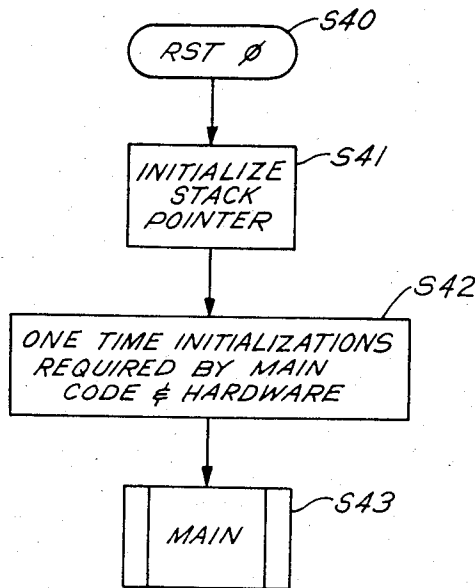 S40
RST Ø
S41
INITIALIZE
STACK
POINTER
S42
ONE TIME INITIALIZATIONS
REQUIRED BY MAIN
CODE & HARDWARE
S43
MAIN